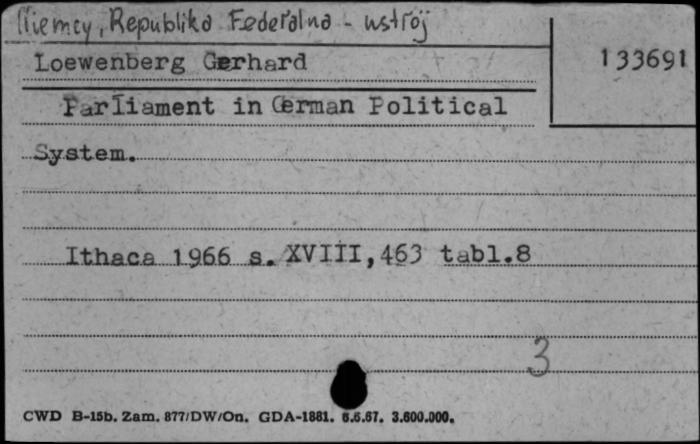 Niemcy, Republika Federalna - ustrój
Loewenberg Gerhard
133691
Parliament in German Political
System.
Ithaca 1966 s. XVIII,463 tabl.8
3
CWD B-15b. Zam. 877/DW/On. GDA-1881. 6.6.67. 3.600.000.